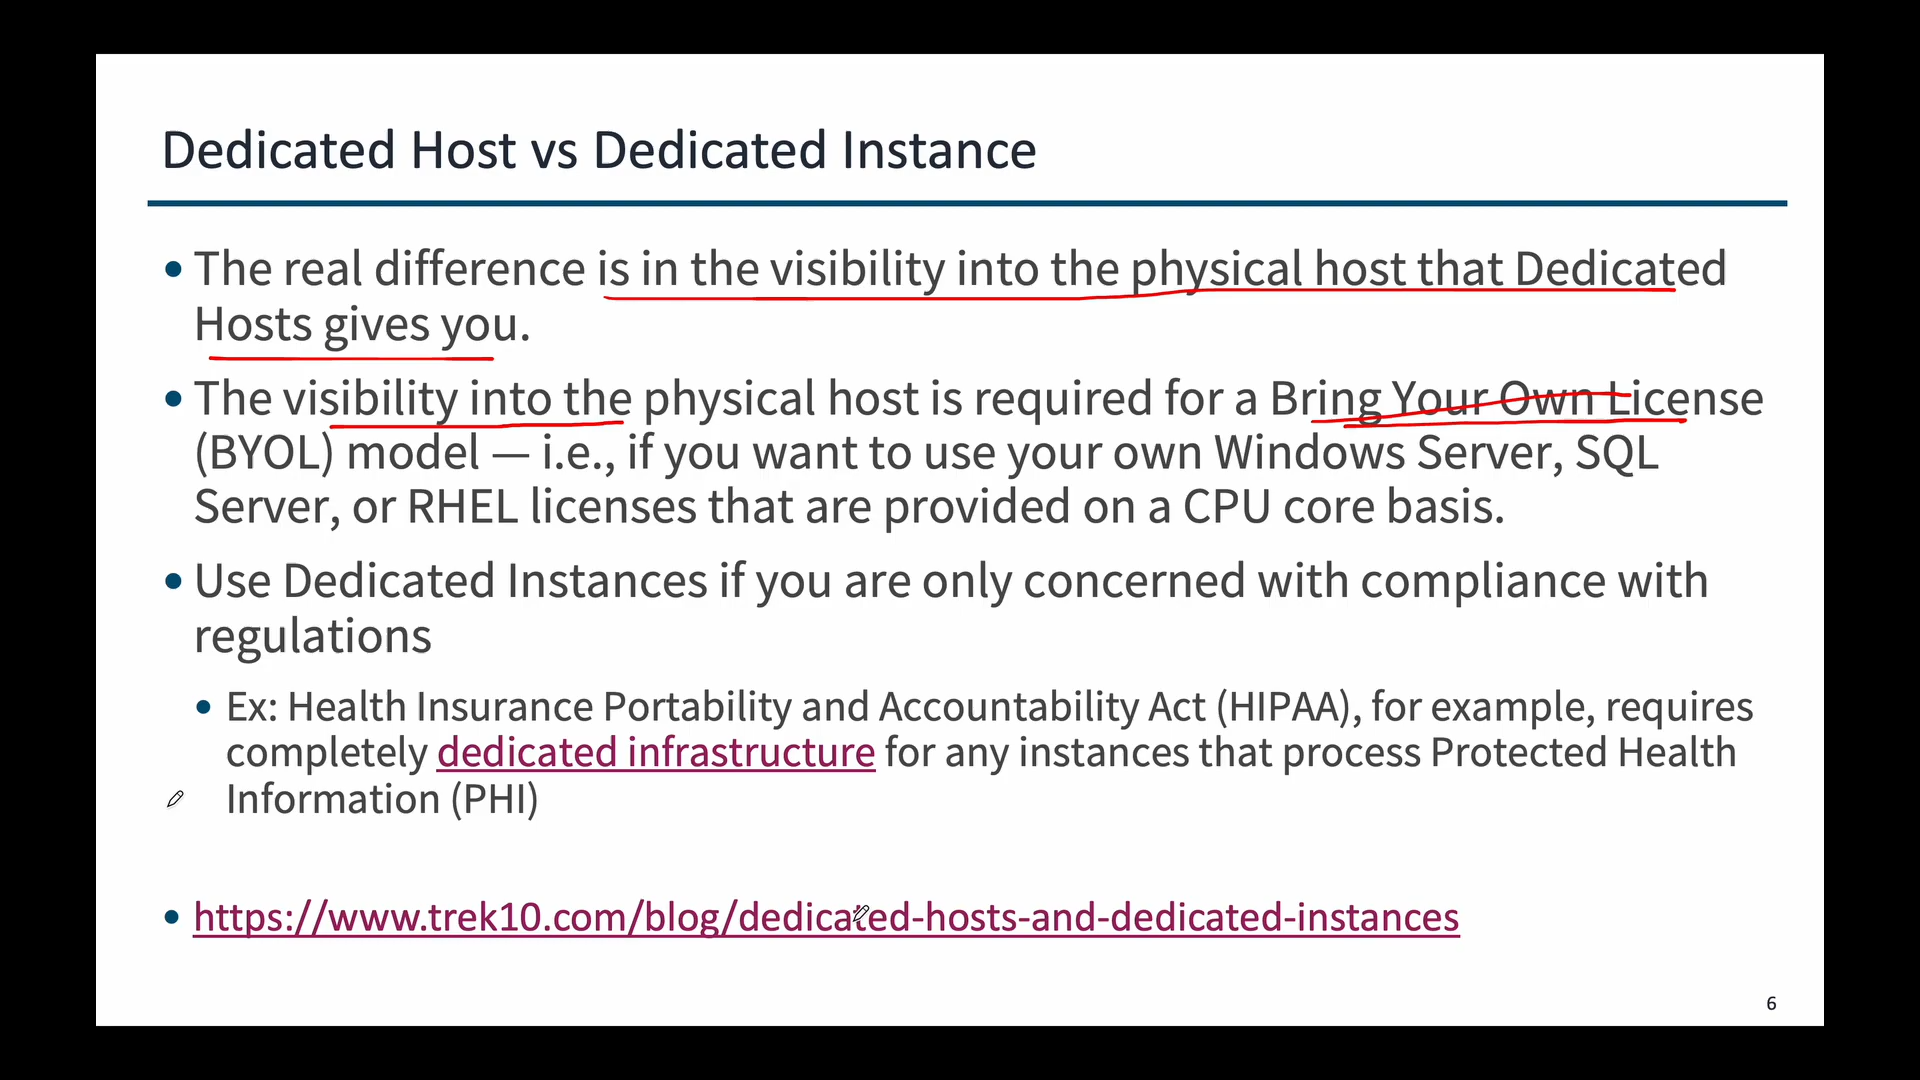 Dedicated Host vs Dedicated Instance
• The real difference is in the visibility into the physical host that Dedicated
Hosts gives you.
• The visibility into the physical host is required for a Bring Your Own License
(BYOL) model — i.e., if you want to use your own Windows Server, SQL
Server, or RHEL licenses that are provided on a CPU core basis.
• Use Dedicated Instances if you are only concerned with compliance with
regulations
• Ex: Health Insurance Portability and Accountability Act (HIPAA), for example, requires
completely dedicated infrastructure for any instances that process Protected Health
Information (PHI)
• https://www.trek10.com/blog/dedicated-hosts-and-dedicated-instances
6